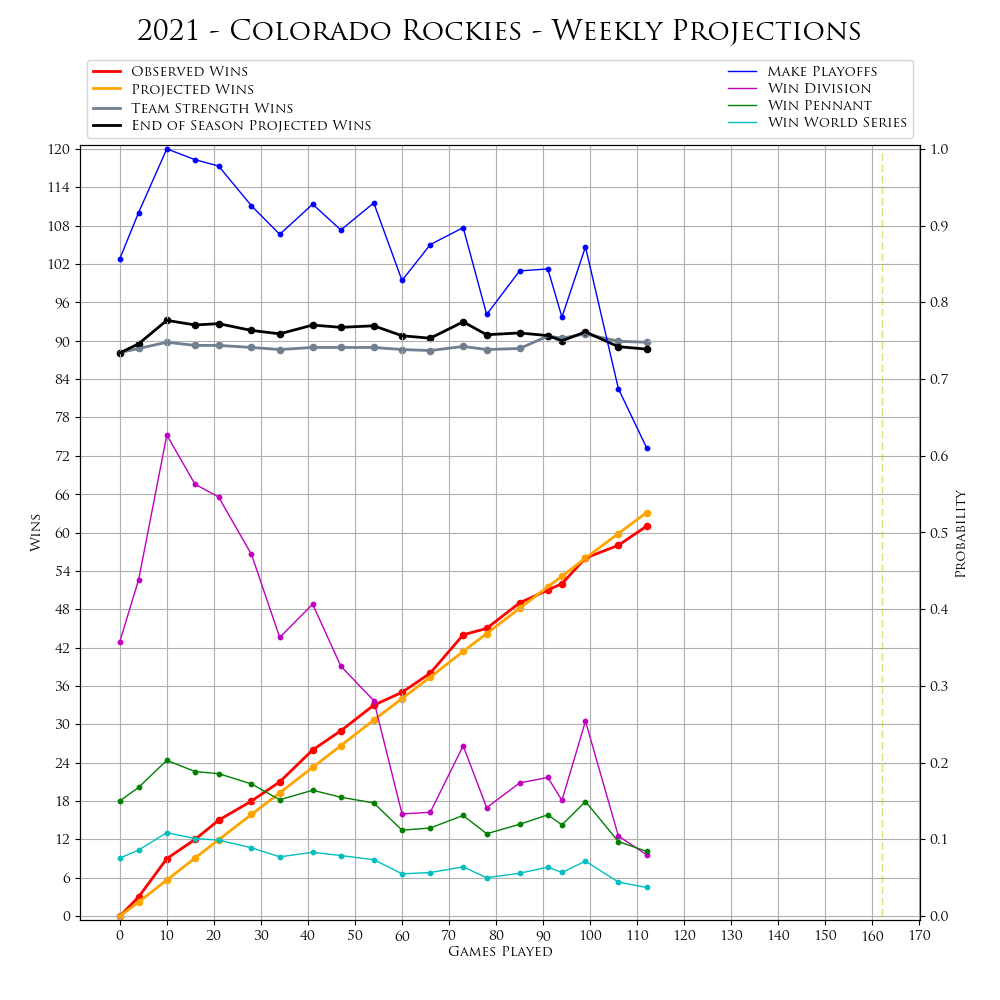 2021 - Colorado Rockies - Weekly Projections
Observed Wins
Projected Wins
Team Strength Wins
End of Season Projected Wins
Make Playoffs
Win Division
Win Pennant
Win World Series
120
114
108
102
96
90
84
78
72
66
60
54
48
42
36
30
24
18
12
6
0
Wins
1.0
0.9
0.8
0.7
0.6
0.5
0.4
0.3
0.2
0.1
0.0
Probability
0 10 20 30 40 50 60 70 80 90 100 110 120 130 140 150 160 170
Games Played